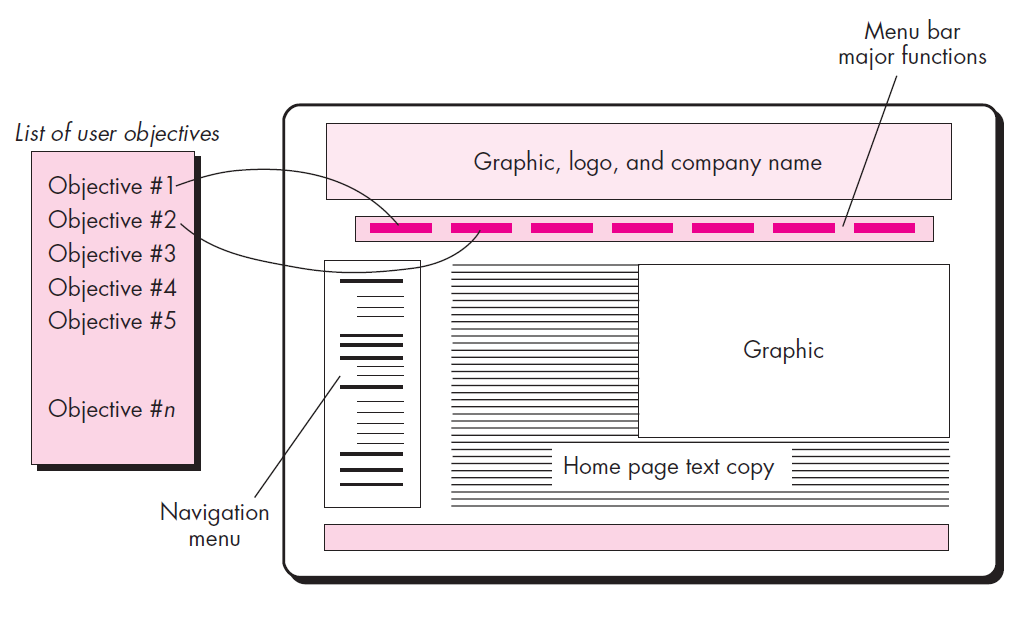 Menu bar
major functions
List of user objectives
Objective #1
Objective #2
Objective #3
Objective #4
Objective #5
Objective #n
Graphic, logo, and company name
Graphic
Home page text copy
Navigation
menu